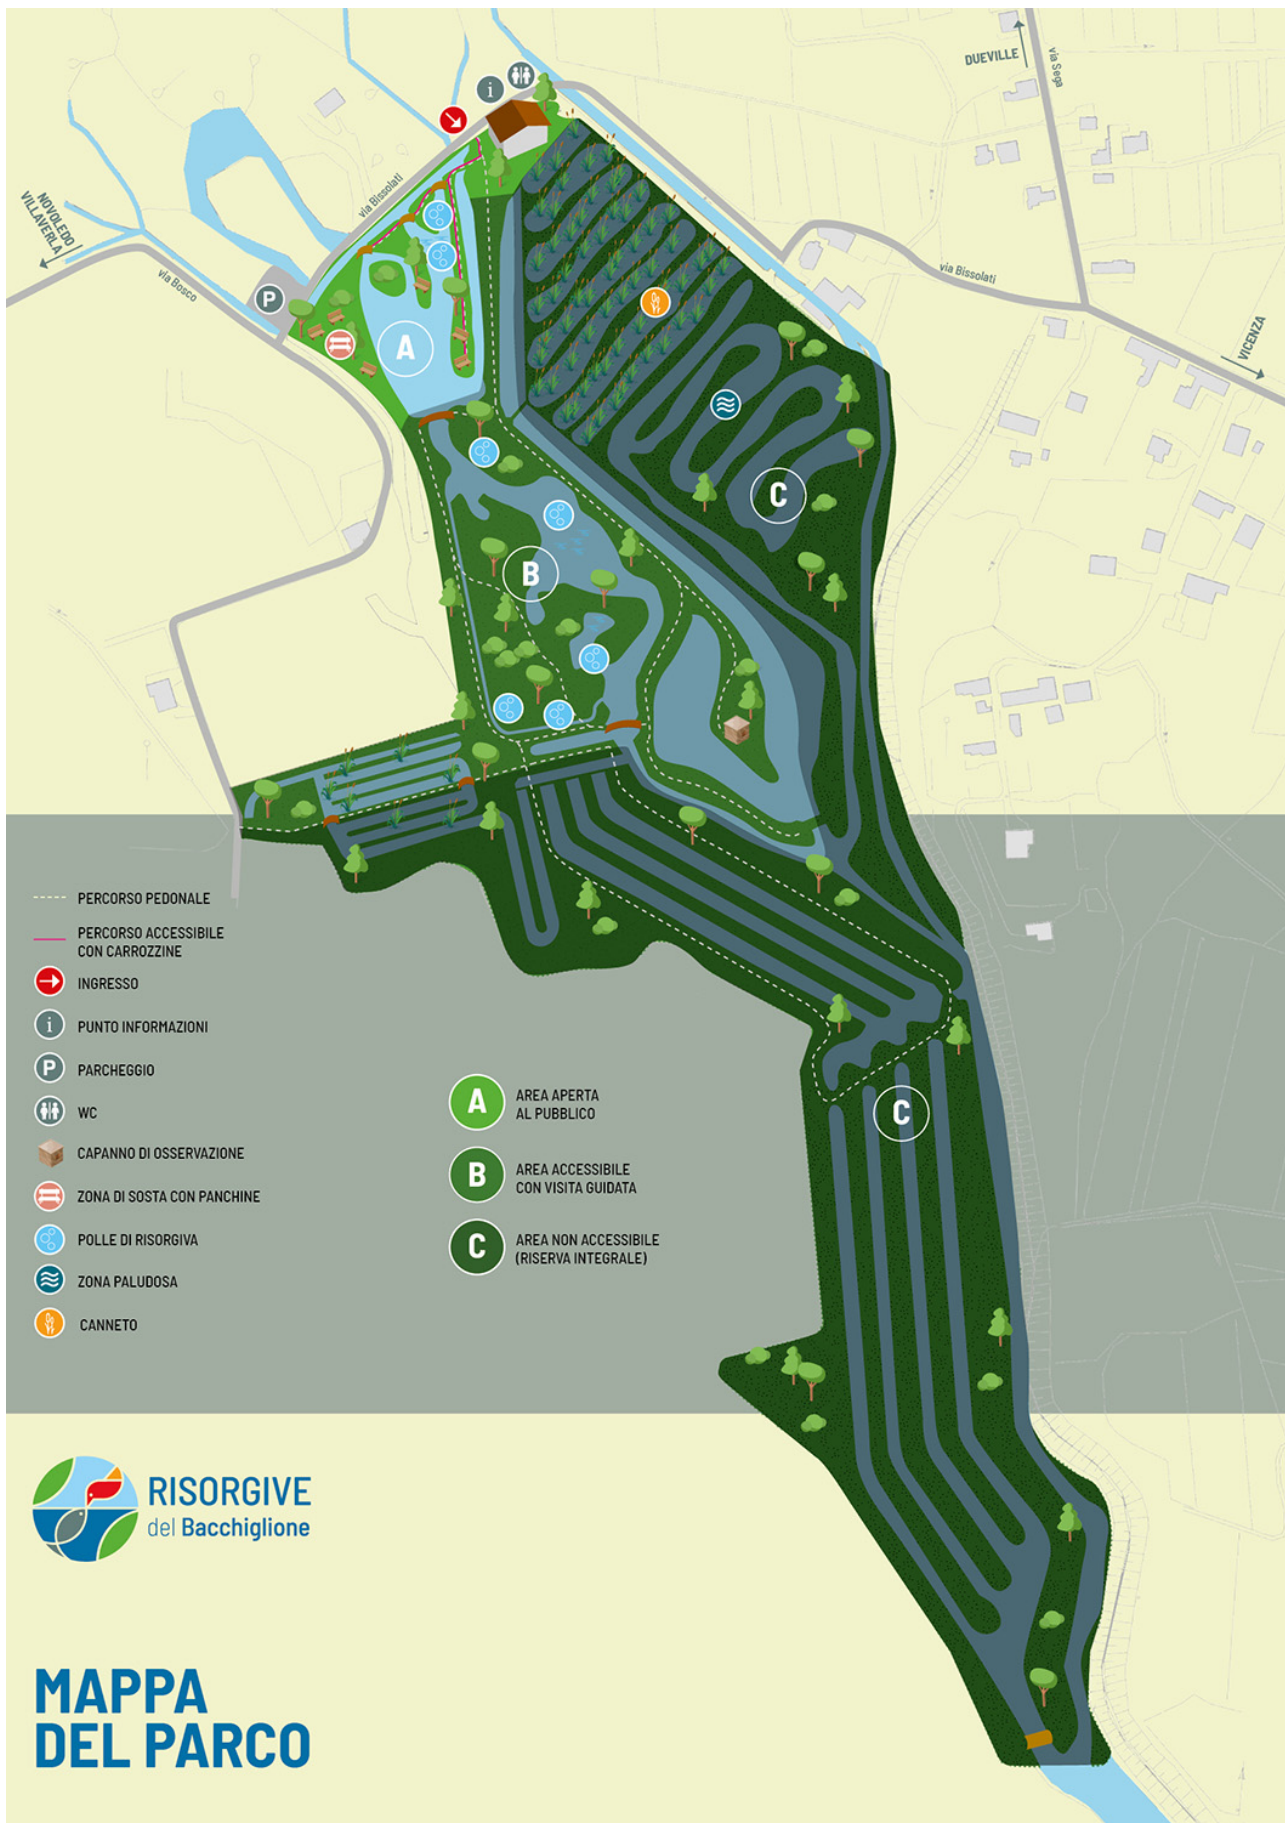 DUEVILLE
via Sega
i
NOVOLEDO
VILLAVERLA
via Bissolati
via Bosco
P
via Bissolati
VICENZA
A
C
B
PERCORSO PEDONALE
PERCORSO ACCESSIBILE
CON CARROZZINE
INGRESSO
i
PUNTO INFORMAZIONI
P
PARCHEGGIO
WC
CAPANNO DI OSSERVAZIONE
ZONA DI SOSTA CON PANCHINE
POLLE DI RISORGIVA
ZONA PALUDOSA
CANNETO
A
AREA APERTA
AL PUBBLICO
B
AREA ACCESSIBILE
CON VISITA GUIDATA
C
AREA NON ACCESSIBILE
(RISERVA INTEGRALE)
C
RISORGIVE
del Bacchiglione
MAPPA
DEL PARCO